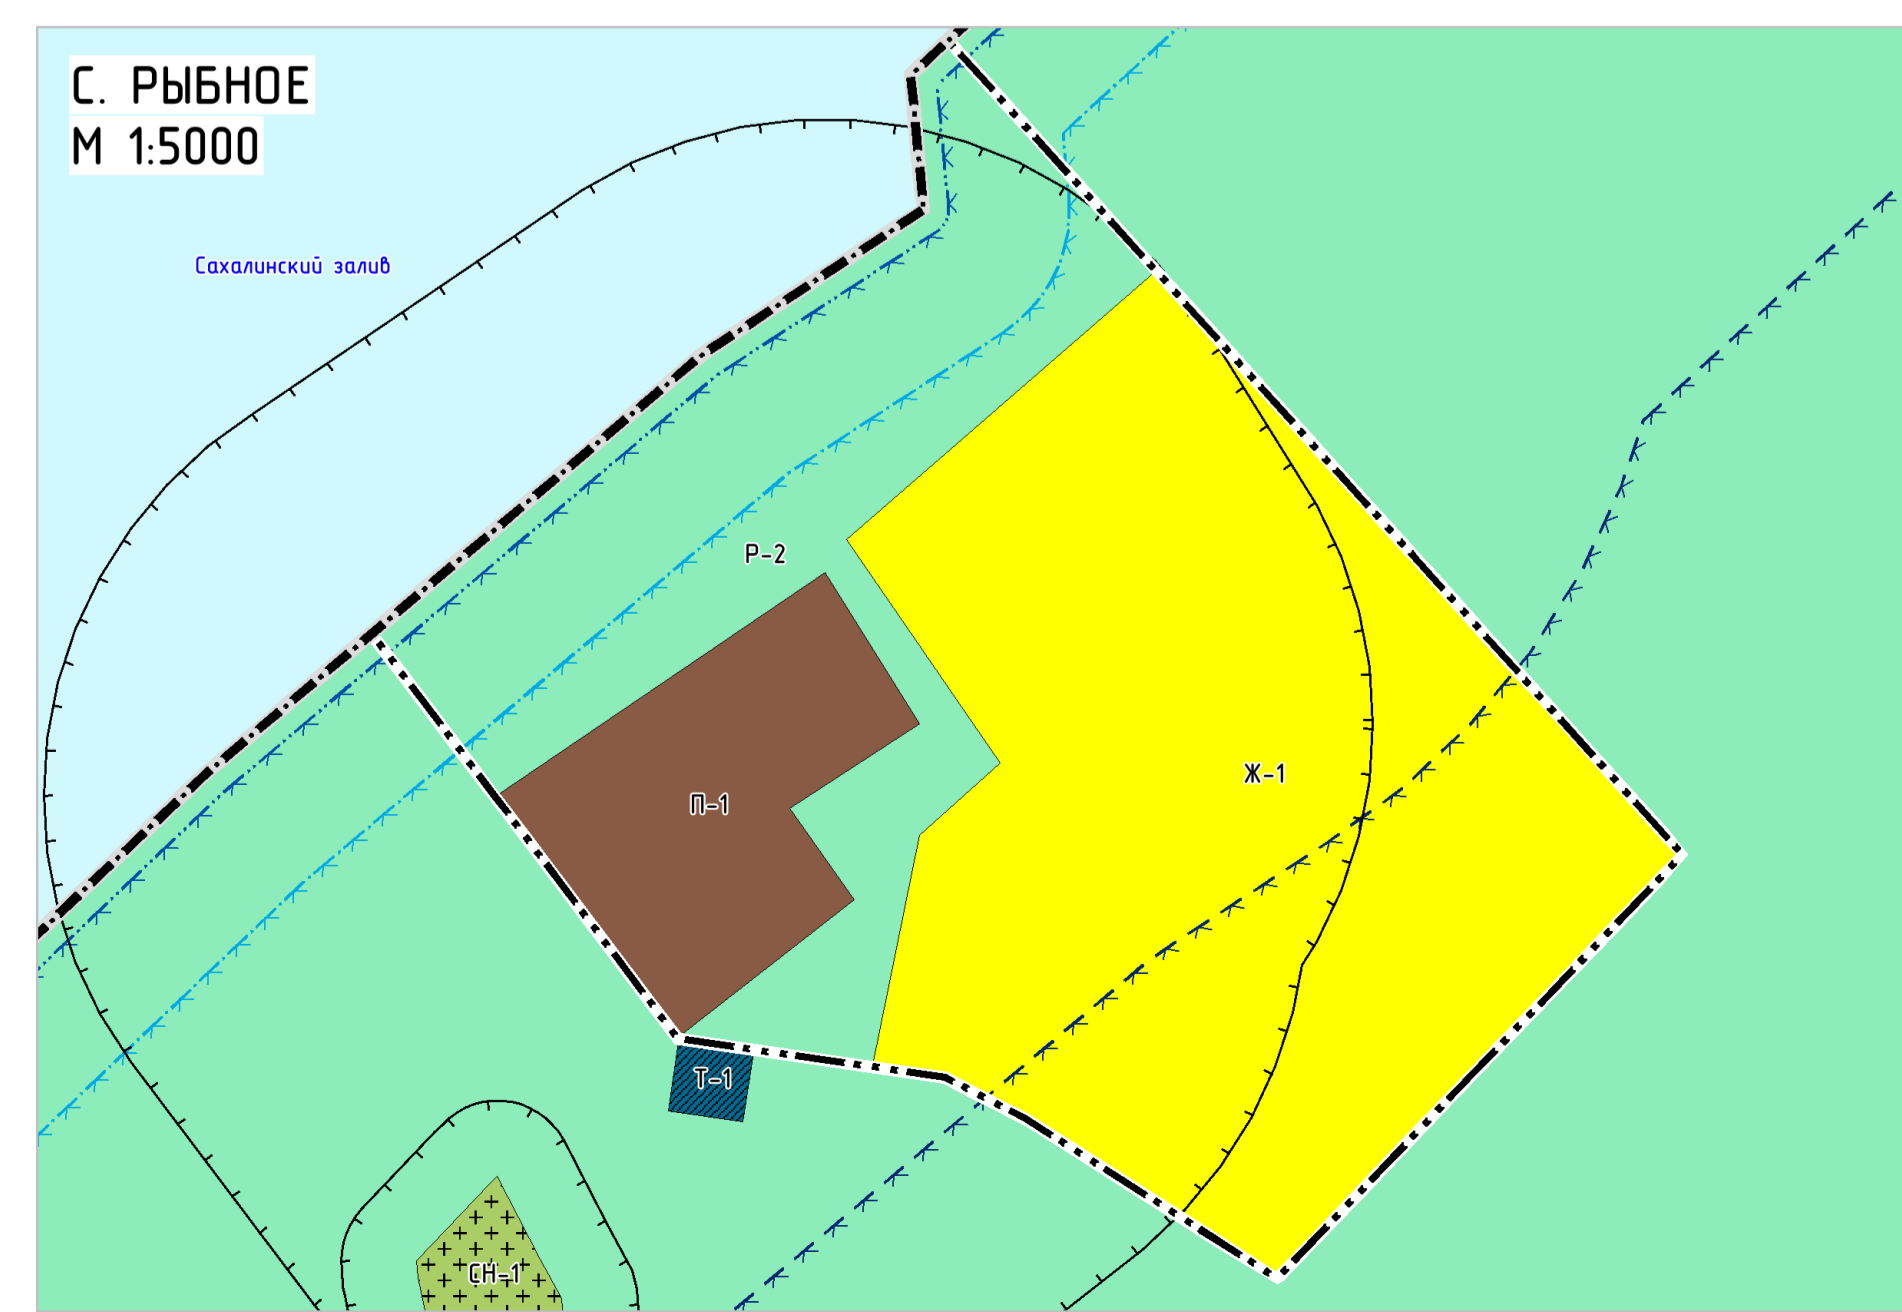 С. РЫБНОЕ
М 1:5000
Сахалинский залив
Р-2
Ж-1
П-1
Т-1
СН-1